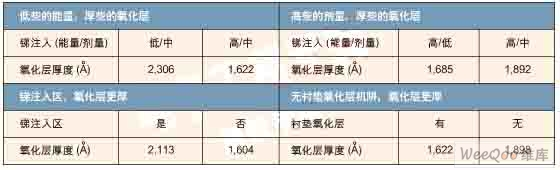 低些的能量，厚些的氧化层 高些的剂量，厚些的氧化层
锑注入 (能量/剂量) 低/中 高/中 锑注入 (能量/剂量) 高/低 高/中
氧化层厚度 (Å) 2,306 1,622 氧化层厚度 (Å) 1,685 1,892
锑注入区，氧化层更厚 无衬垫氧化层机阱，氧化层更厚
锑注入区 是 否 衬垫氧化层 有 无
氧化层厚度 (Å) 2,113 1,604 氧化层厚度 (Å) 1,622 1,898
WeeQoo维库